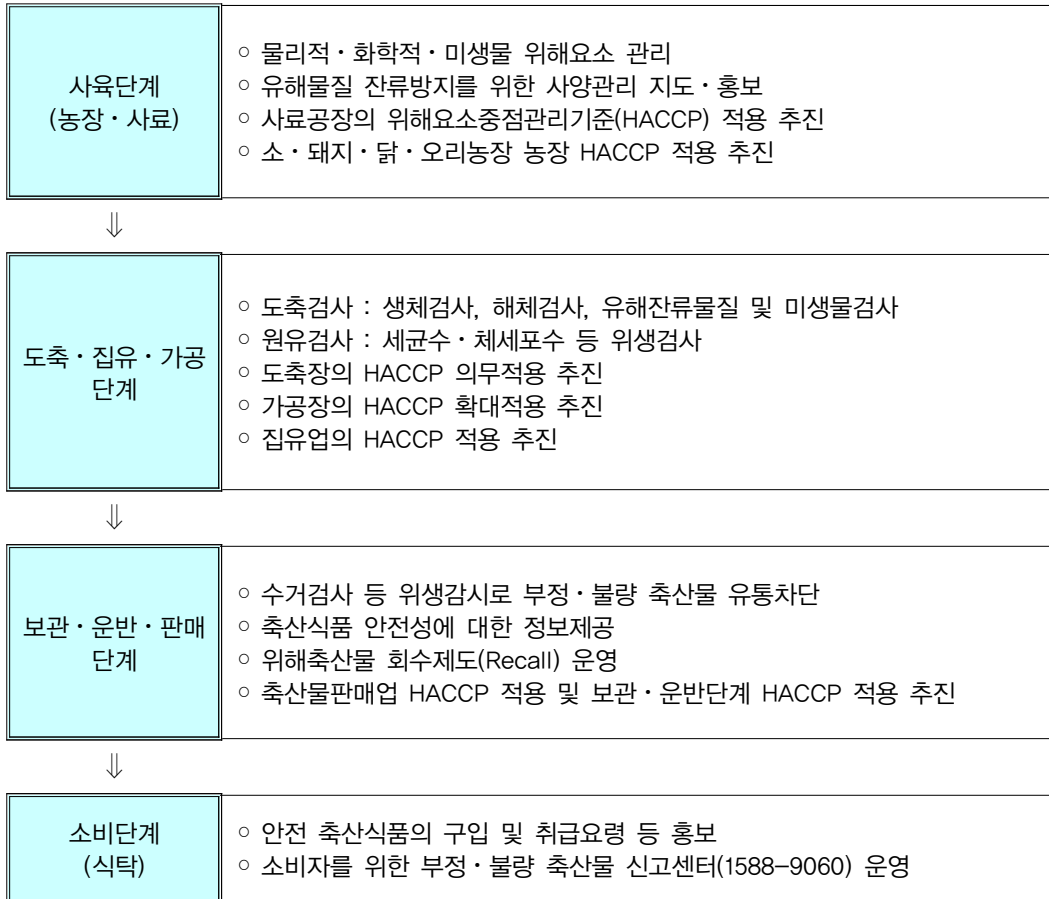 사육단계
(농장・사료)
○ 물리적・화학적・미생물 위해요소 관리
○ 유해물질 잔류방지를 위한 사양관리 지도・홍보
○ 사료공장의 위해요소중점관리기준(HACCP) 적용 추진
○ 소・돼지・닭・오리농장 농장 HACCP 적용 추진
⇓
도축・집유・가공
단계
○ 도축검사 : 생체검사, 해체검사, 유해잔류물질 및 미생물검사
○ 원유검사 : 세균수・체세포수 등 위생검사
○ 도축장의 HACCP 의무적용 추진
○ 가공장의 HACCP 확대적용 추진
○ 집유업의 HACCP 적용 추진
⇓
보관・운반・판매
단계
○ 수거검사 등 위생감시로 부정・불량 축산물 유통차단
○ 축산식품 안전성에 대한 정보제공
○ 위해축산물 회수제도(Recall) 운영
○ 축산물판매업 HACCP 적용 및 보관・운반단계 HACCP 적용 추진
⇓
소비단계
(식탁)
○ 안전 축산식품의 구입 및 취급요령 등 홍보
○ 소비자를 위한 부정・불량 축산물 신고센터(1588-9060) 운영